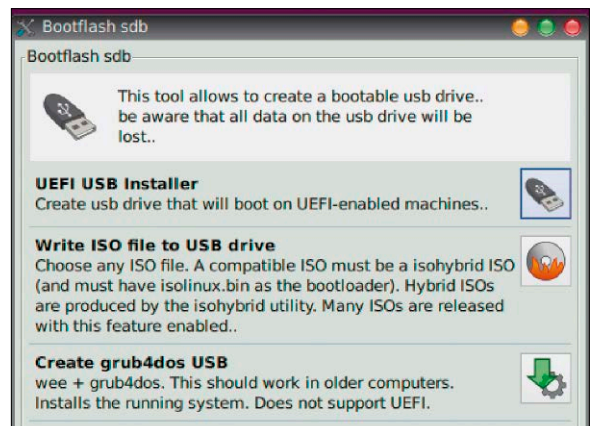 Bootflash sdb
Bootflash sdb
This tool allows to create a bootable usb drive..
be aware that all data on the usb drive will be
lost..
UEFI USB Installer
Create usb drive that will boot on UEFI-enabled machines..
Write ISO file to USB drive
Choose any ISO file. A compatible ISO must be a isohybrid ISO
(and must have isolinux.bin as the bootloader). Hybrid ISOs
are produced by the isohybrid utility. Many ISOs are released
with this feature enabled..
Create grub4dos USB
wee + grub4dos. This should work in older computers.
Installs the running system. Does not support UEFI.